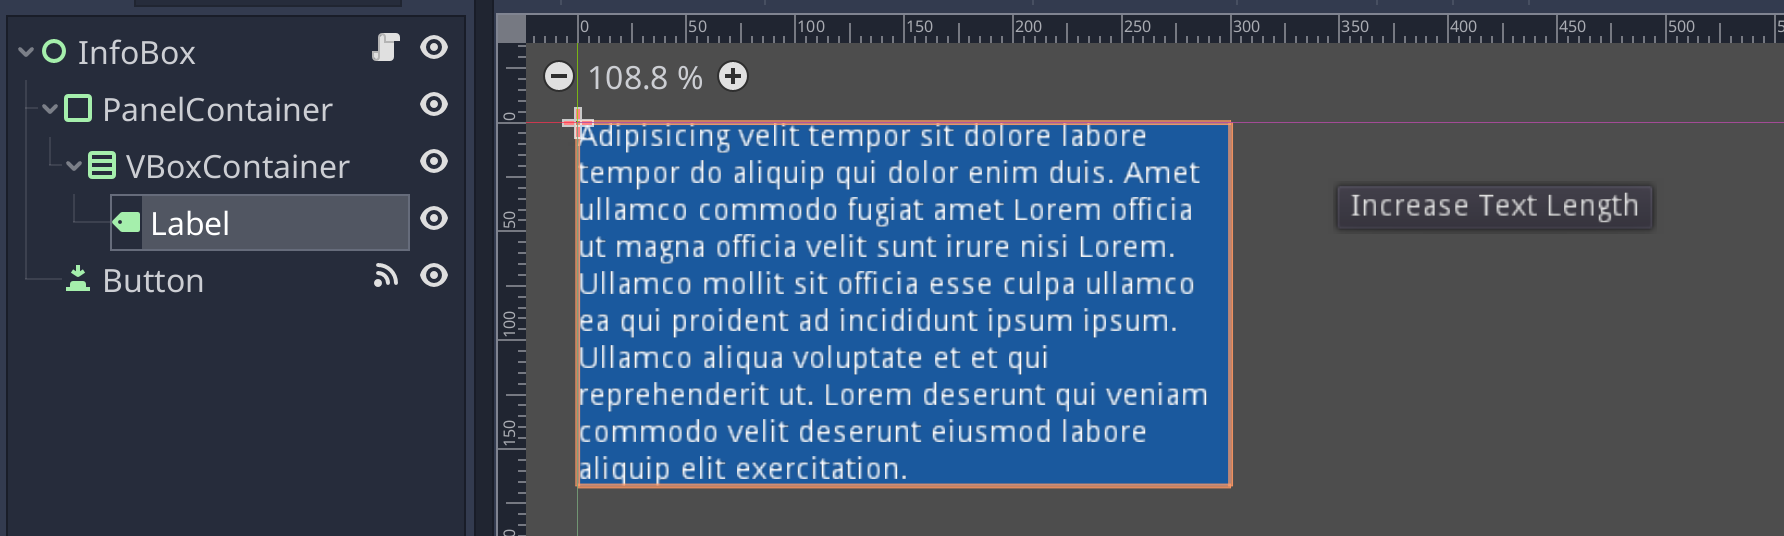 InfoBox
PanelContainer
VBoxContainer
Label
Button
0 50 100 150 200 250 300 350 400 450 500
108.8 %
0
50
100
150
Adipisicing velit tempor sit dolore labore
tempor do aliquip qui dolor enim duis. Amet
ullamco commodo fugiat amet Lorem officia
ut magna officia velit sunt irure nisi Lorem.
Ullamco mollit sit officia esse culpa ullamco
ea qui proident ad incididunt ipsum ipsum.
Ullamco aliqua voluptate et et qui
reprehenderit ut. Lorem deserunt qui veniam
commodo velit deserunt eiusmod labore
aliquip elit exercitation.
Increase Text Length